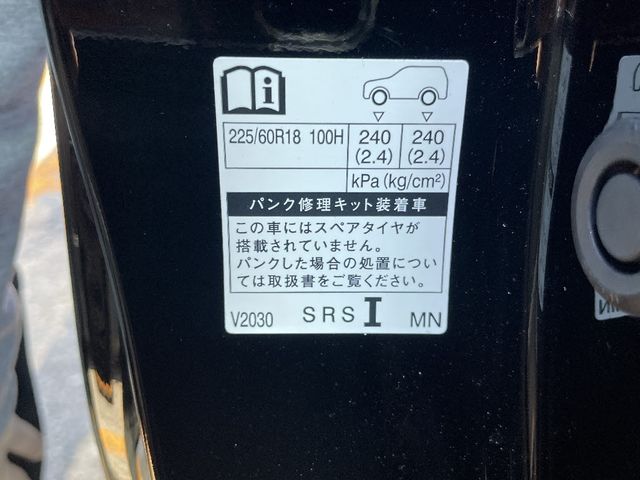 225/60R18 100H 240 240
(2.4) (2.4)
kPa(kg/cm²)
パンク修理キット装着車
この車にはスペアタイヤが
搭載されていません。
パンクした場合の処置につい
ては取扱書をご覧ください。
V2030 SRS I MN